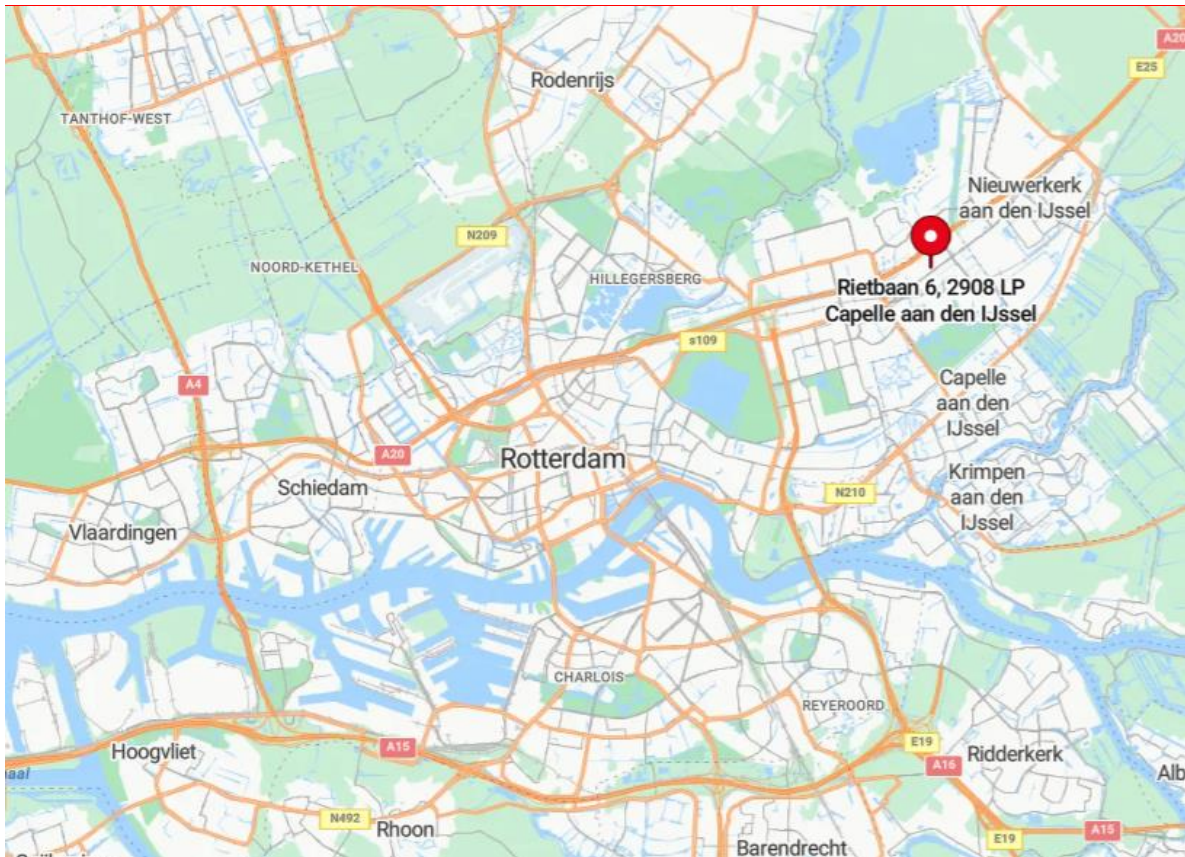 A20
E25
Rodenrijs
TANTHOF-WEST
Nieuwerkerk
aan den IJssel
N209
NOORD-KETHEL
HILLEGERSBERG
Rietbaan 6, 2908 LP
Capelle aan den IJssel
s109
A4
Capelle
aan den
IJssel
A20
Rotterdam
Schiedam
N210
Krimpen
aan den
IJssel
Vlaardingen
CHARLOIS
REYEROORD
Hoogvliet
A15
E19
A16
Ridderkerk
N492
Rhoon
E19
A15
Barendrecht